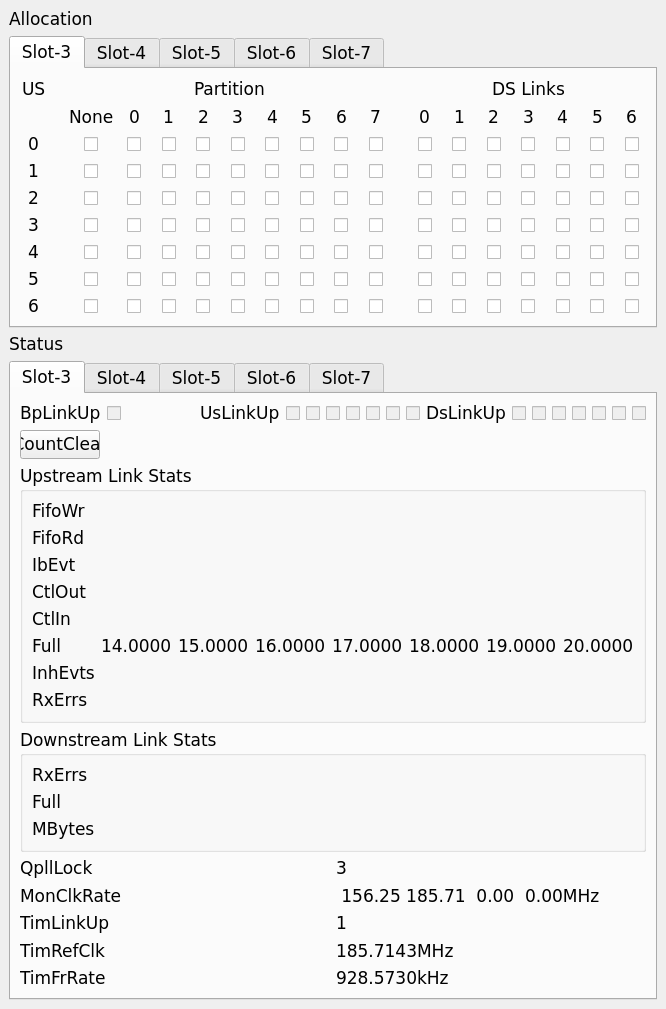 Allocation
Slot-3 Slot-4 Slot-5 Slot-6 Slot-7
US Partition DS Links
None 0 1 2 3 4 5 6 7 0 1 2 3 4 5 6
0
1
2
3
4
5
6
Status
Slot-3 Slot-4 Slot-5 Slot-6 Slot-7
BpLinkUp UsLinkUp DsLinkUp
CountClea
Upstream Link Stats
FifoWr
FifoRd
IbEvt
CtlOut
CtlIn
Full 14.0000 15.0000 16.0000 17.0000 18.0000 19.0000 20.0000
InhEvts
RxErrs
Downstream Link Stats
RxErrs
Full
MBytes
QpllLock 3
MonClkRate 156.25 185.71 0.00 0.00MHz
TimLinkUp 1
TimRefClk 185.7143MHz
TimFrRate 928.5730kHz